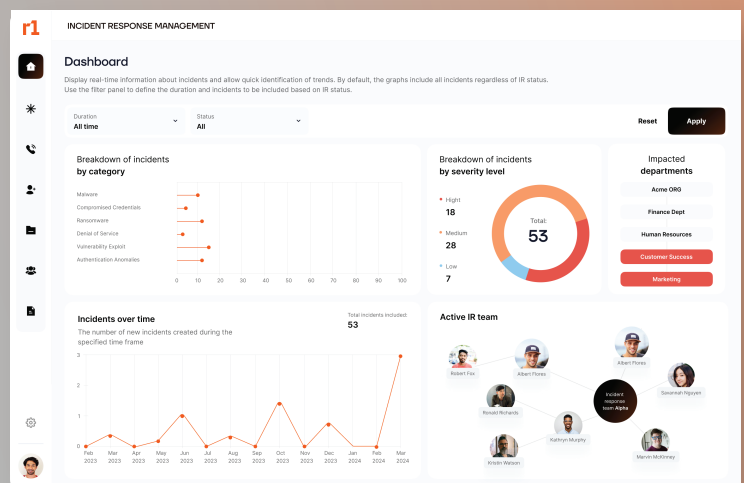 r1
INCIDENT RESPONSE MANAGEMENT
Dashboard
Display real-time information about incidents and allow quick identification of trends. By default, the graphs include all incidents regardless of IR status.
Use the filter panel to define the duration and incidents to be included based on IR status.
Duration
All time
Status
All
Reset
Apply
Breakdown of incidents
by category
Malware
Compromised Credentials
Ransomware
Denial of Service
Vulnerability Exploit
Authentication Anomalies
0 10 20 30 40 50 60 70 80 90 100
Breakdown of incidents
by severity level
Hight
18
Medium
28
Low
7
Total:
53
Impacted
departments
Acme ORG
Finance Dept
Human Resources
Customer Success
Marketing
Incidents over time
The number of new incidents created during the
specified time frame
Total incidents included:
53
3
2
1
0
Feb Mar Apr May Jun Jul Aug Sep Oct Nov Dec Jan Feb Mar
2023 2023 2023 2023 2023 2023 2023 2023 2023 2023 2023 2024 2024 2024
Active IR team
Robert Fox
Albert Flores
Albert Flores
Savannah Nguyen
Ronald Richards
Incident
response
team Alpha
Kathryn Murphy
Kristin Watson
Marvin McKinney